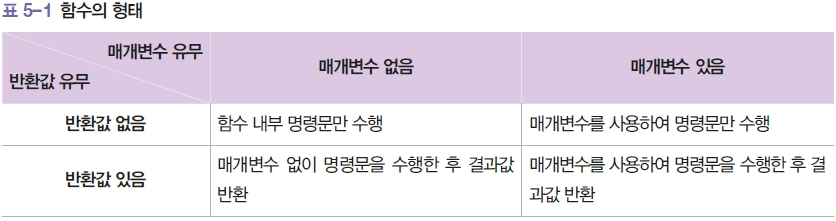 표 5-1 함수의 형태
매개변수 유무
반환값 유무
매개변수 없음
매개변수 있음
반환값 없음
함수 내부 명령문만 수행
매개변수를 사용하여 명령문만 수행
반환값 있음
매개변수 없이 명령문을 수행한 후 결과값
반환
매개변수를 사용하여 명령문을 수행한 후 결
과값 반환